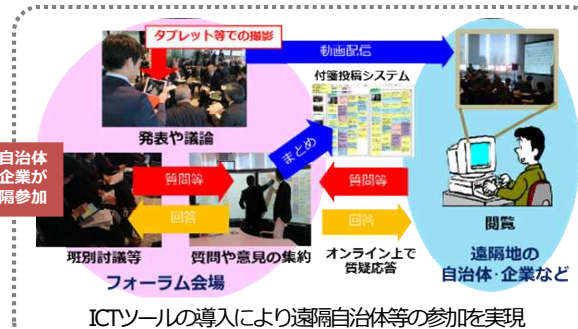 タブレット等での撮影
動画配信
付箋投稿システム
発表や議論
まとめ
自治体
企業が
隔参加
質問等
質問等
回答
回答
閲覧
班別討議等
質問や意見の集約
オンライン上で
質疑応答
フォーラム会場
遠隔地の
自治体・企業など
ICTツールの導入により遠隔自治体等の参加を実現